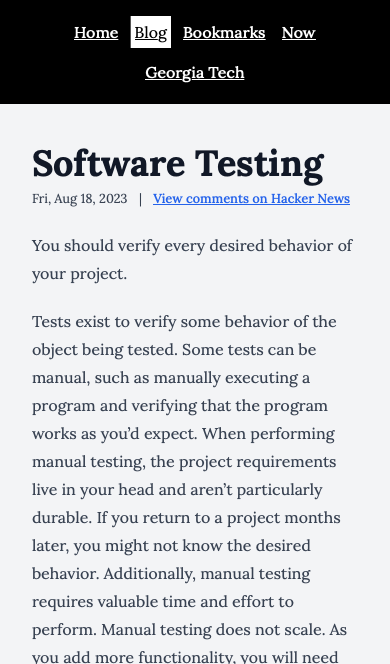 Home Blog Bookmarks Now
Georgia Tech
Software Testing
Fri, Aug 18, 2023 | View comments on Hacker News
You should verify every desired behavior of
your project.
Tests exist to verify some behavior of the
object being tested. Some tests can be
manual, such as manually executing a
program and verifying that the program
works as you’d expect. When performing
manual testing, the project requirements
live in your head and aren’t particularly
durable. If you return to a project months
later, you might not know the desired
behavior. Additionally, manual testing
requires valuable time and effort to
perform. Manual testing does not scale. As
you add more functionality, you will need